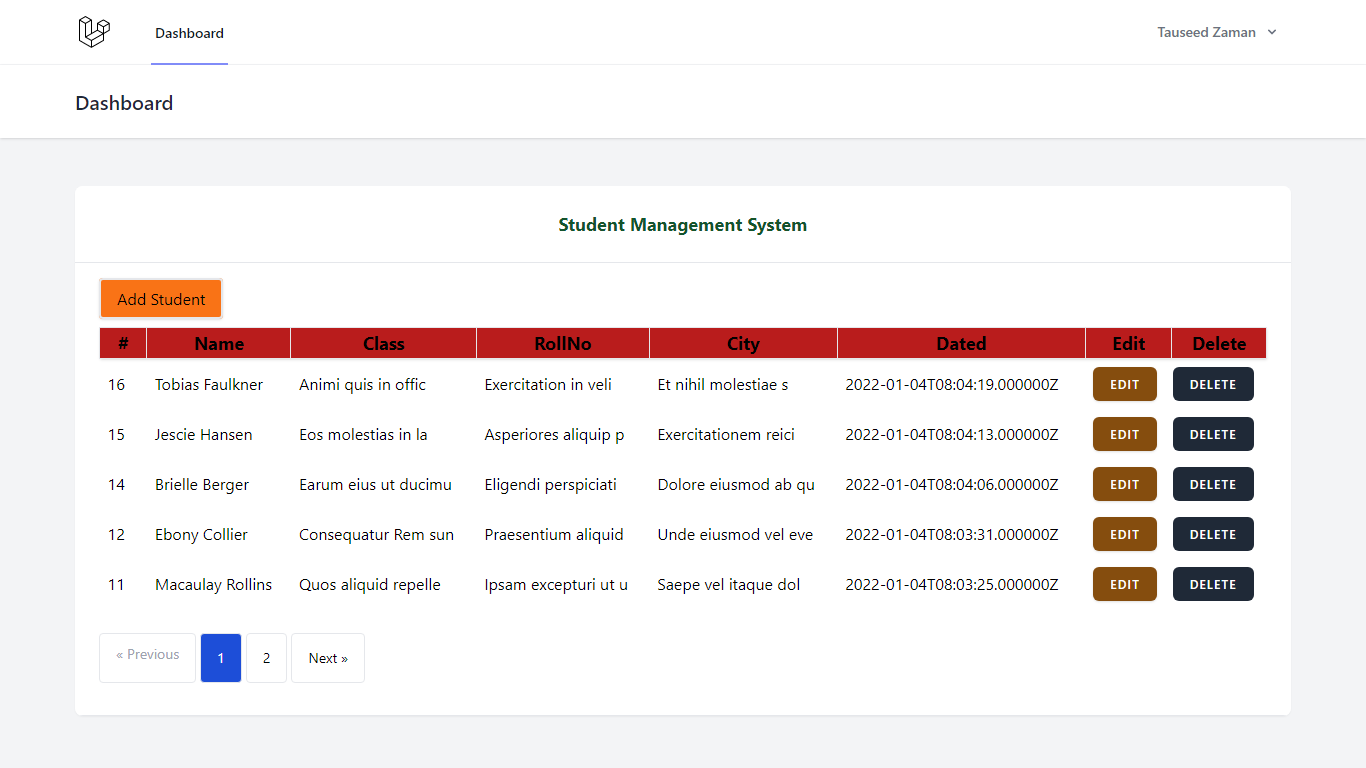 Dashboard Tauseed Zaman
Dashboard
Student Management System
Add Student
# Name Class RollNo City Dated Edit Delete
16 Tobias Faulkner Animi quis in offic Exercitation in veli Et nihil molestiae s 2022-01-04T08:04:19.000000Z EDIT DELETE
15 Jescie Hansen Eos molestias in la Asperiores aliquip p Exercitationem reici 2022-01-04T08:04:13.000000Z EDIT DELETE
14 Brielle Berger Earum eius ut ducimu Eligendi perspiciati Dolore eiusmod ab qu 2022-01-04T08:04:06.000000Z EDIT DELETE
12 Ebony Collier Consequatur Rem sun Praesentium aliquid Unde eiusmod vel eve 2022-01-04T08:03:31.000000Z EDIT DELETE
11 Macaulay Rollins Quos aliquid repelle Ipsam excepturi ut u Saepe vel itaque dol 2022-01-04T08:03:25.000000Z EDIT DELETE
« Previous 1 2 Next »